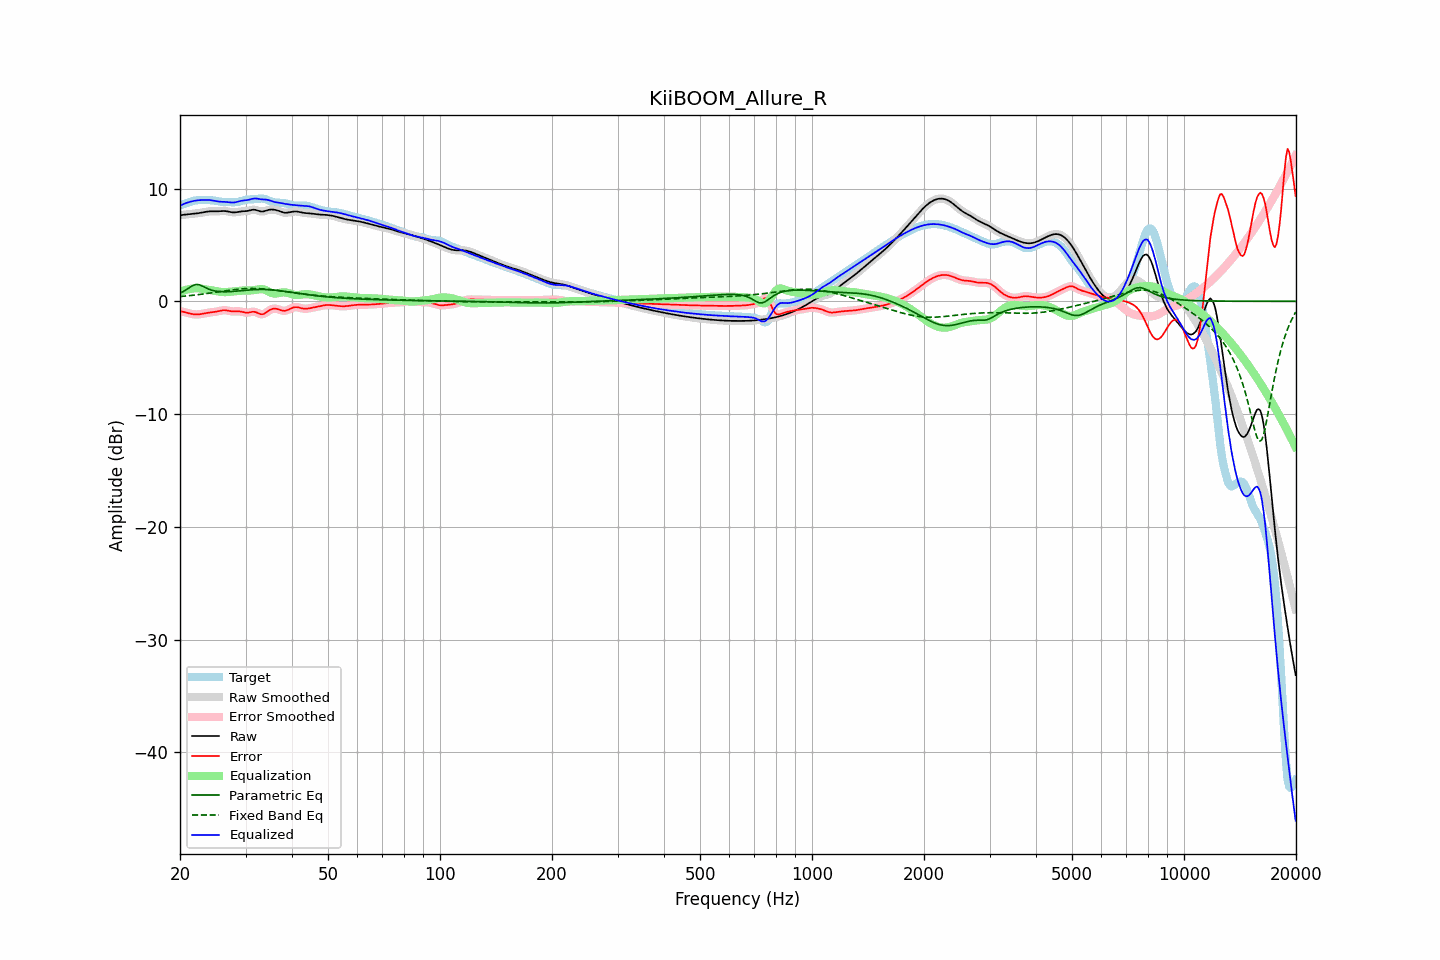 KiiBOOM_Allure_R
10
0
−10
−20
−30
−40
Amplitude (dBr)
Target
Raw Smoothed
Error Smoothed
Raw
Error
Equalization
Parametric Eq
Fixed Band Eq
Equalized
20 50 100 200 500 1000 2000 5000 10000 20000
Frequency (Hz)